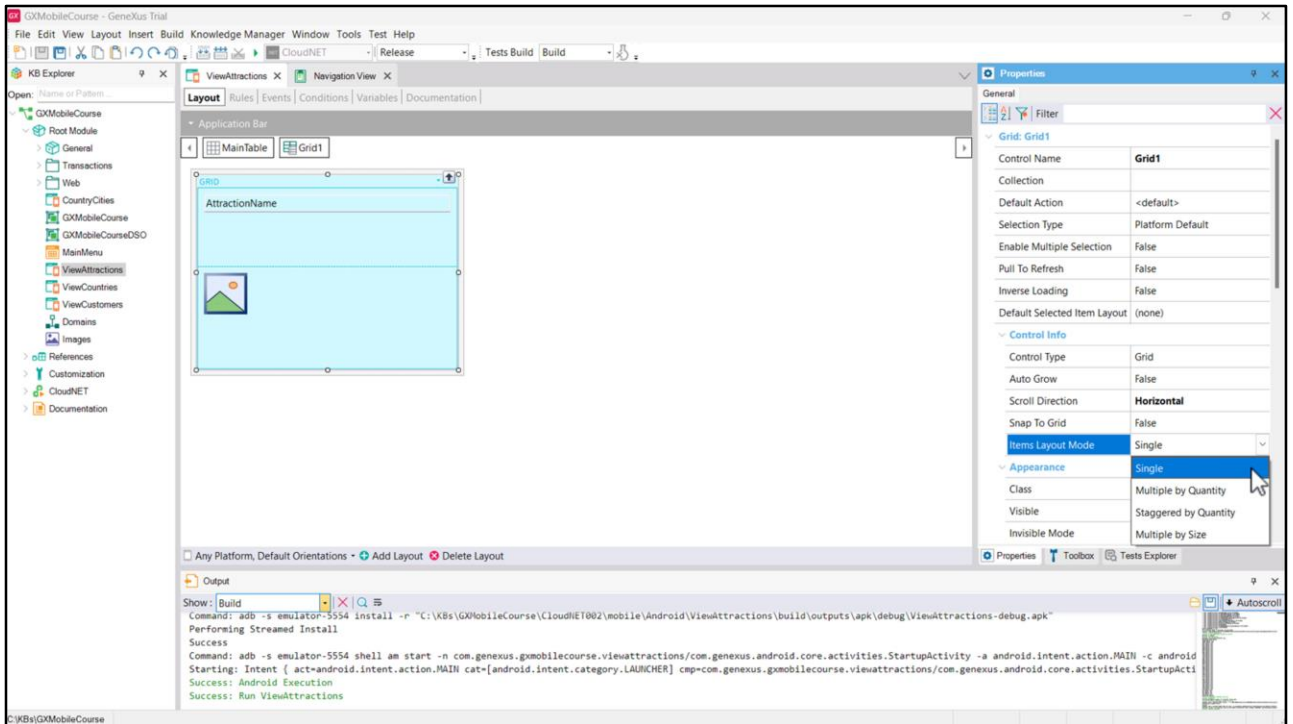 GX GXMobileCourse - GeneXus Trial
File Edit View Layout Insert Build Knowledge Manager Window Tools Test Help
CloudNET Release Tests Build Build
KB Explorer
Open: Name or Pattern...
GXMobileCourse
Root Module
General
Transactions
Web
CountryCities
GXMobileCourse
GXMobileCourseDSO
MainMenu
ViewAttractions
ViewCountries
ViewCustomers
Domains
Images
References
Customization
CloudNET
Documentation
ViewAttractions X Navigation View X
Layout Rules Events Conditions Variables Documentation
Application Bar
MainTable Grid1
GRID
AttractionName
Any Platform, Default Orientations Add Layout Delete Layout
Properties
General
Filter
Grid: Grid1
Control Name Grid1
Collection
Default Action <default>
Selection Type Platform Default
Enable Multiple Selection False
Pull To Refresh False
Inverse Loading False
Default Selected Item Layout (none)
Control Info
Control Type Grid
Auto Grow False
Scroll Direction Horizontal
Snap To Grid False
Items Layout Mode Single
Appearance Single
Class Multiple by Quantity
Visible Staggered by Quantity
Invisible Mode Multiple by Size
Properties Toolbox Tests Explorer
Output
Show: Build Autoscroll
Command: adb -s emulator-5554 install -r "C:\KBs\GXMobileCourse\CloudNET002\mobile\Android\ViewAttractions\build\outputs\apk\debug\ViewAttractions-debug.apk"
Performing Streamed Install
Success
Command: adb -s emulator-5554 shell am start -n com.genexus.gxmobilecourse.viewattractions/com.genexus.android.core.activities.StartupActivity -a android.intent.action.MAIN -c android
Starting: Intent { act=android.intent.action.MAIN cat=[android.intent.category.LAUNCHER] cmp=com.genexus.gxmobilecourse.viewattractions/com.genexus.android.core.activities.StartupActi
Success: Android Execution
Success: Run ViewAttractions
C:\KBs\GXMobileCourse